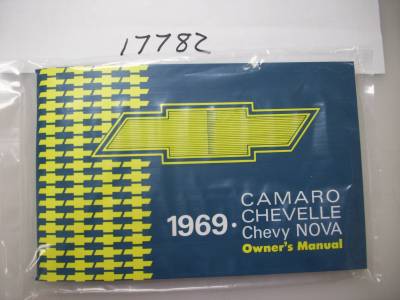 17782
1969• CAMARO
CHEVELLE
Chevy NOVA
Owner's Manual